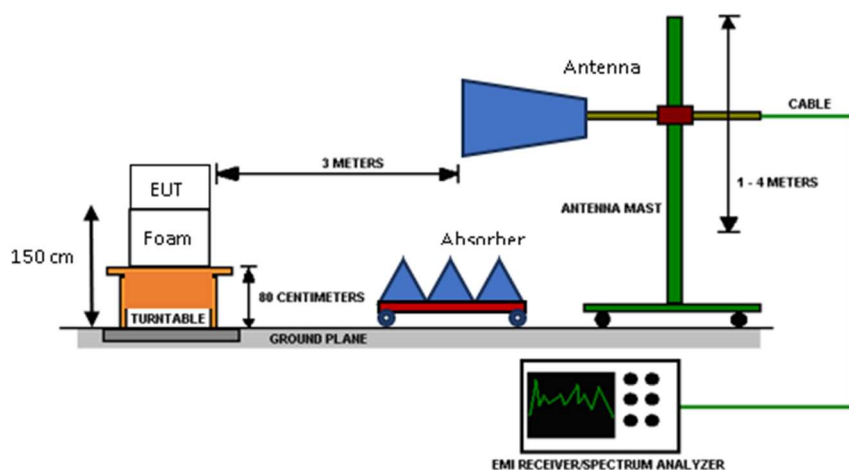 Antenna
CABLE
3 METERS
EUT
1 - 4 METERS
ANTENNA MAST
Foam
Absorber
150 cm
80 CENTIMETERS
TURNTABLE
GROUND PLANE
EMI RECEIVER/SPECTRUM ANALYZER